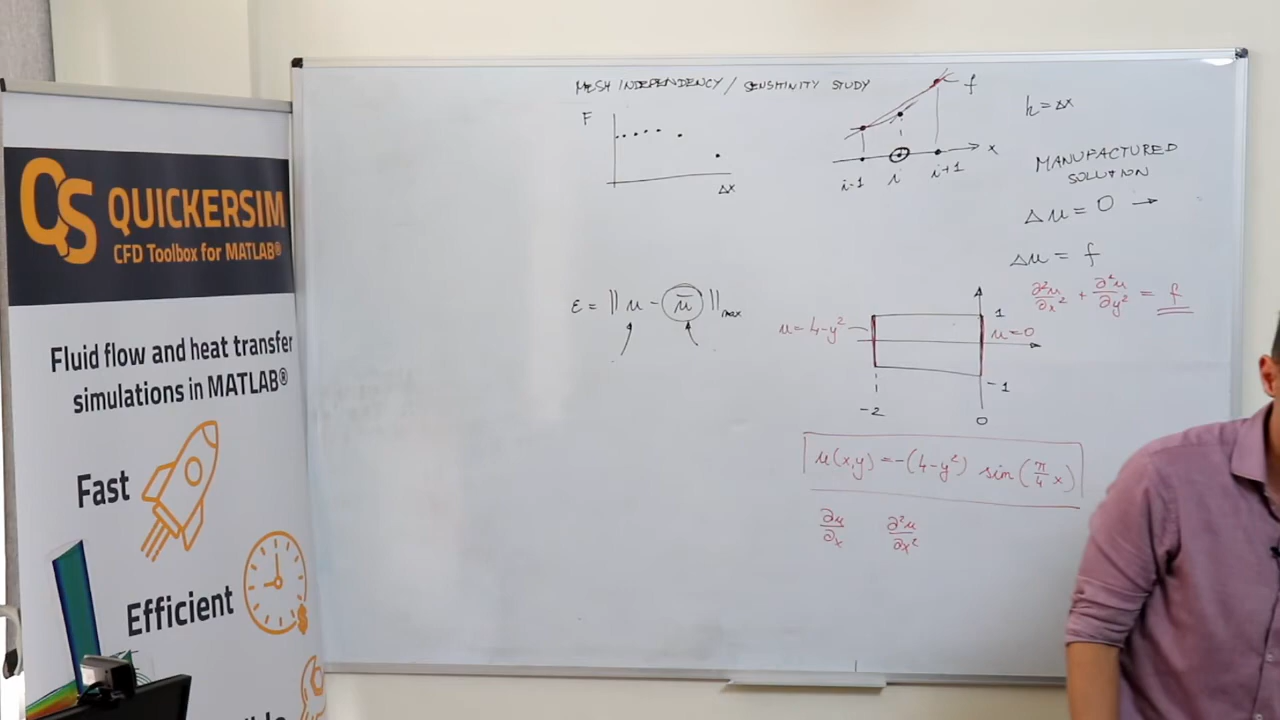 QS QUICKERSIM
CFD Toolbox for MATLAB®
Fluid flow and heat transfer
simulations in MATLAB®
Fast
Efficient
MESH INDEPENDENCY / SENSITIVITY STUDY
F
Δx
f
x
i-1 i i+1
h = Δx
MANUFACTURED
SOLUTION
Δu = 0 →
Δu = f
∂²u/∂x² + ∂²u/∂y² = f
ε = || u - ū ||max
u = 4-y²
1
u=0
-1
-2
0
u(x,y) = -(4-y²) sin(π/4 x)
∂u/∂x ∂²u/∂x²